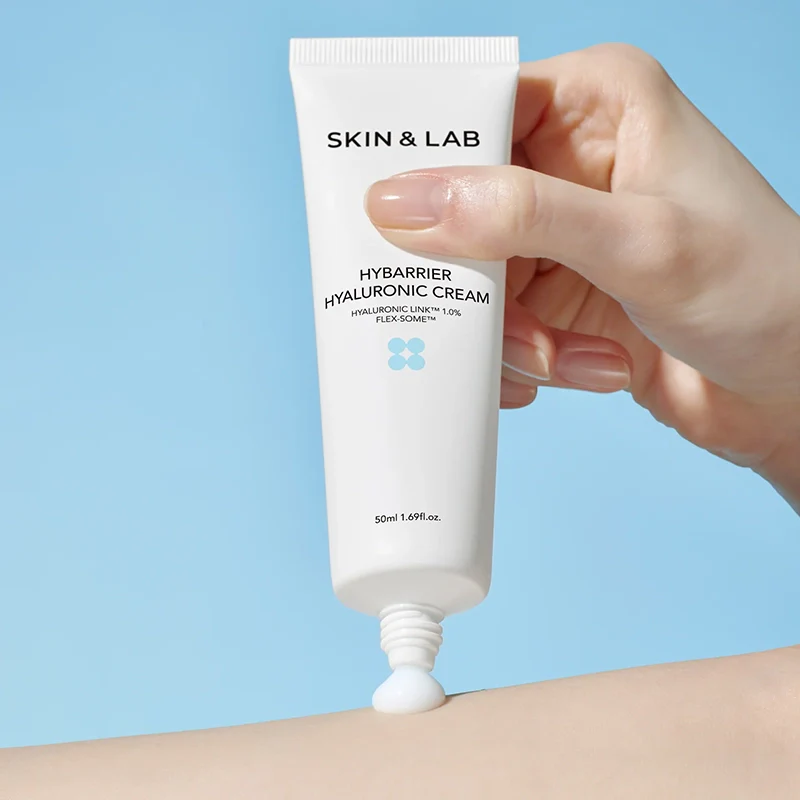 SKIN & LAB
HYBARRIER
HYALURONIC CREAM
HYALURONIC LINK™ 1.0%
FLEX-SOME™
50ml 1.69fl.oz.